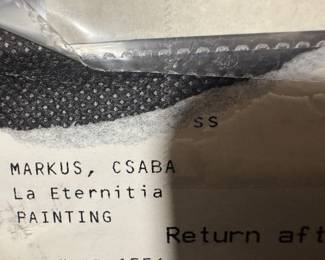 SS
MARKUS, CSABA
La Eternitia
PAINTING
Return aft